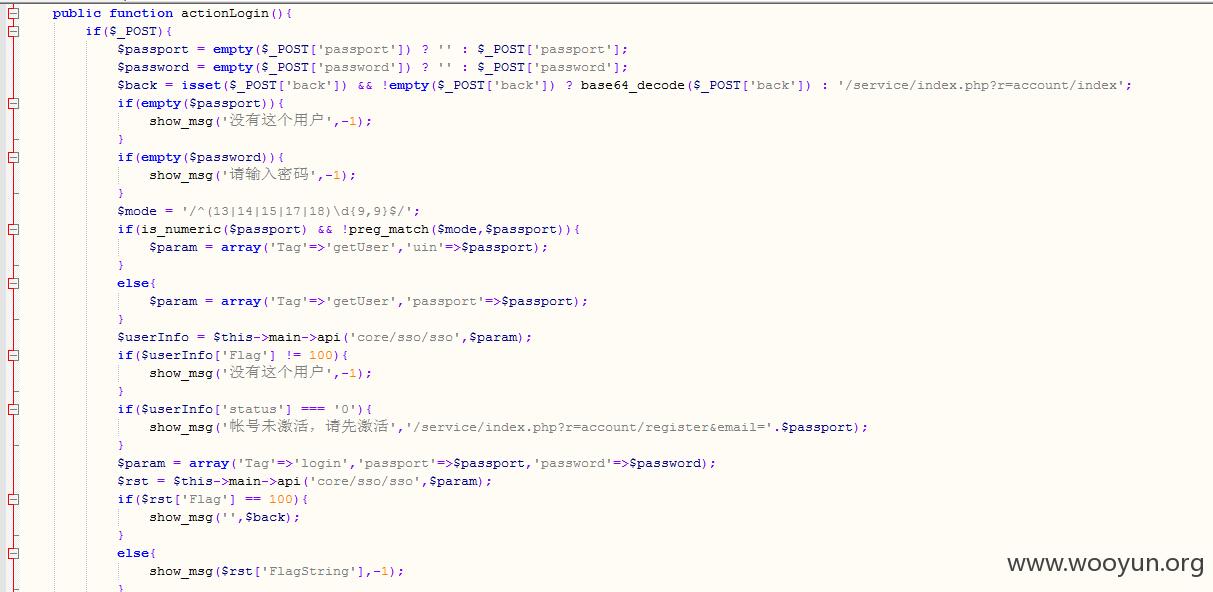 public function actionLogin(){
if($_POST){
$passport = empty($_POST['passport']) ? '' : $_POST['passport'];
$password = empty($_POST['password']) ? '' : $_POST['password'];
$back = isset($_POST['back']) && !empty($_POST['back']) ? base64_decode($_POST['back']) : '/service/index.php?r=account/index';
if(empty($passport)){
show_msg('没有这个用户',-1);
}
if(empty($password)){
show_msg('请输入密码',-1);
}
$mode = '/^(13|14|15|17|18)\d{9,9}$/';
if(is_numeric($passport) && !preg_match($mode,$passport)){
$param = array('Tag'=>'getUser','uin'=>$passport);
}
else{
$param = array('Tag'=>'getUser','passport'=>$passport);
}
$userInfo = $this->main->api('core/sso/sso',$param);
if($userInfo['Flag'] != 100){
show_msg('没有这个用户',-1);
}
if($userInfo['status'] === '0'){
show_msg('帐号未激活，请先激活','/service/index.php?r=account/register&email='.$passport);
}
$param = array('Tag'=>'login','passport'=>$passport,'password'=>$password);
$rst = $this->main->api('core/sso/sso',$param);
if($rst['Flag'] == 100){
show_msg('',$back);
}
else{
show_msg($rst['FlagString'],-1);
}
www.wooyun.org